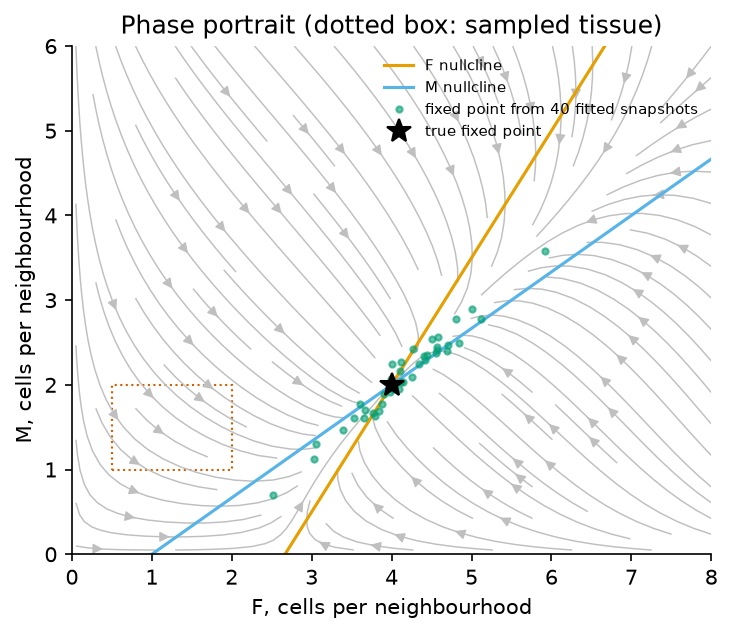 Phase portrait (dotted box: sampled tissue)
F nullcline
M nullcline
fixed point from 40 fitted snapshots
true fixed point
M, cells per neighbourhood
6
5
4
3
2
1
0
0 1 2 3 4 5 6 7 8
F, cells per neighbourhood